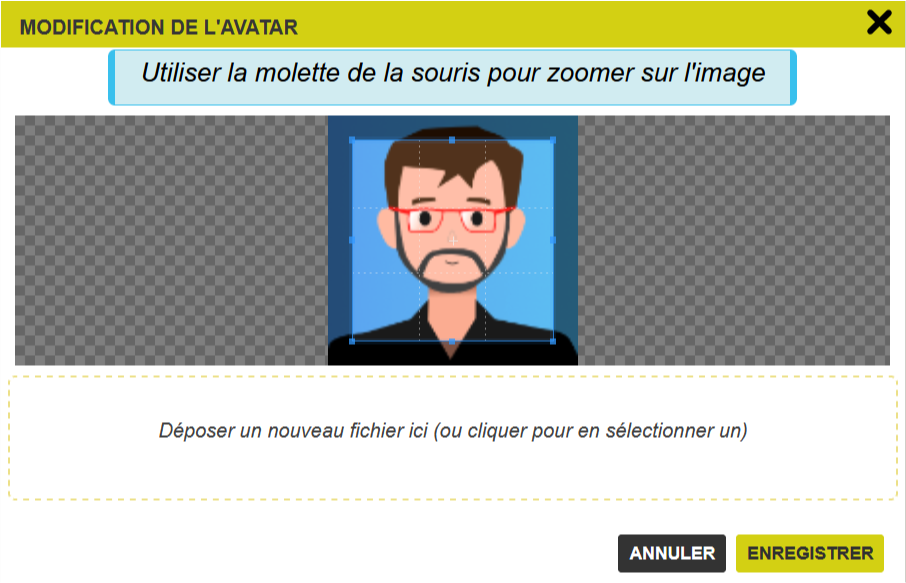 MODIFICATION DE L'AVATAR
Utiliser la molette de la souris pour zoomer sur l'image
Déposer un nouveau fichier ici (ou cliquer pour en sélectionner un)
ANNULER ENREGISTRER